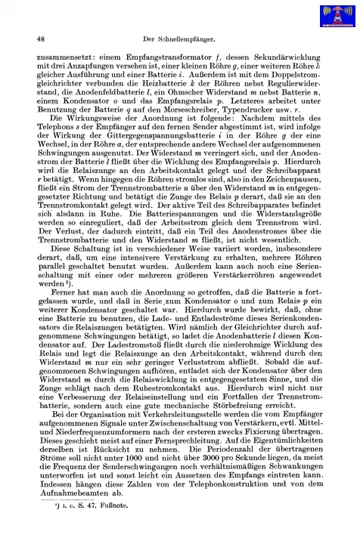 48 Der Schnellempfänger.
zusammensetzt: einem Empfangstransformator f, dessen Sekundärwicklung
mit drei Anzapfungen versehen ist, einer kleinen Röhre g, einer weiteren Röhre k
gleicher Ausführung und einer Batterie i. Außerdem ist mit dem Doppelstrom-
gleichrichter verbunden die Heizbatterie k der Röhren nebst Regulierwider-
stand, die Anodenfeldbatterie l, ein Ohmscher Widerstand m nebst Batterie n,
einem Kondensator o und das Empfangsrelais p. Letzteres arbeitet unter
Benutzung der Batterie q auf den Morseschreiber, Typendrucker usw. r.
Die Wirkungsweise der Anordnung ist folgende: Nachdem mittels des
Telephons s der Empfänger auf den fernen Sender abgestimmt ist, wird infolge
der Wirkung der Gittergegenspannungsbatterie i in der Röhre g der eine
Wechsel, in der Röhre a, der entsprechende andere Wechsel der aufgenommenen
Schwingungen ausgenutzt. Der Widerstand m verringert sich, und der Anoden-
strom der Batterie l fließt über die Wicklung des Empfangsrelais p. Hierdurch
wird die Relaiszunge an den Arbeitskontakt gelegt und der Schreibapparat
r betätigt. Wenn hingegen die Röhren stromlos sind, also in den Zeichenpausen,
fließt ein Strom der Trennstrombatterie n über den Widerstand m in entgegen-
gesetzter Richtung und betätigt die Zunge des Relais p derart, daß sie an den
Trennstromkontakt gelegt wird. Der aktive Teil des Schreibapparates befindet
sich alsdann in Ruhe. Die Batteriespannungen und die Widerstandsgröße
werden so einreguliert, daß der Arbeitsstrom gleich dem Trennstrom wird.
Der Verlust, der dadurch eintritt, daß ein Teil des Anodenstromes über die
Trennstrombatterie und den Widerstand m fließt, ist nicht wesentlich.
Diese Schaltung ist in verschiedener Weise variiert worden, insbesondere
derart, daß, um eine intensivere Verstärkung zu erhalten, mehrere Röhren
parallel geschaltet benutzt wurden. Außerdem kann auch noch eine Serien-
schaltung mit einer oder mehreren größeren Verstärkerröhren angewendet
werden¹).
Ferner hat man auch die Anordnung so getroffen, daß die Batterie n fort-
gelassen wurde, und daß in Serie zum Kondensator o und zum Relais p ein
weiterer Kondensator geschaltet war. Hierdurch wurde bewirkt, daß, ohne
eine Batterie zu benutzen, die Lade- und Entladeströme dieses Serienkonden-
sators die Relaiszungen betätigten. Wird nämlich der Gleichrichter durch auf-
genommene Schwingungen betätigt, so ladet die Anodenbatterie l diesen Kon-
densator auf. Der Ladestromstoß fließt durch die niederohmige Wicklung des
Relais und legt die Relaiszunge an den Arbeitskontakt, während durch den
Widerstand m nur ein sehr geringer Verluststrom abfließt. Sobald die auf-
genommenen Schwingungen aufhören, entladet sich der Kondensator über den
Widerstand m durch die Relaiswicklung in entgegengesetztem Sinne, und die
Zunge schlägt nach dem Ruhestromkontakt aus. Hierdurch wird nicht nur
eine Verbesserung der Relaiseinstellung und ein Fortfallen der Trennstrom-
batterie, sondern auch eine gute mechanische Störbefreiung erreicht.
Bei der Organisation mit Verkehrsleitungsstelle werden die vom Empfänger
aufgenommenen Signale unter Zwischenschaltung von Verstärkern, evtl. Mittel-
und Niederfrequenzumformern nach der ersteren zwecks Fixierung übertragen.
Dieses geschieht meist auf einer Fernsprechleitung. Auf die Eigentümlichkeiten
derselben ist Rücksicht zu nehmen. Die Periodenzahl der übertragenen
Ströme soll nicht unter 1000 und nicht über 3000 pro Sekunde liegen, da meist
die Frequenz der Senderschwingungen noch verhältnismäßigen Schwankungen
unterworfen ist und sonst leicht ein Aussetzen des Empfangs eintreten kann.
Indessen hängen diese Zahlen von der Telephonkonstruktion und von dem
Aufnahmebeamten ab.
¹) l. c. S. 47. Fußnote.